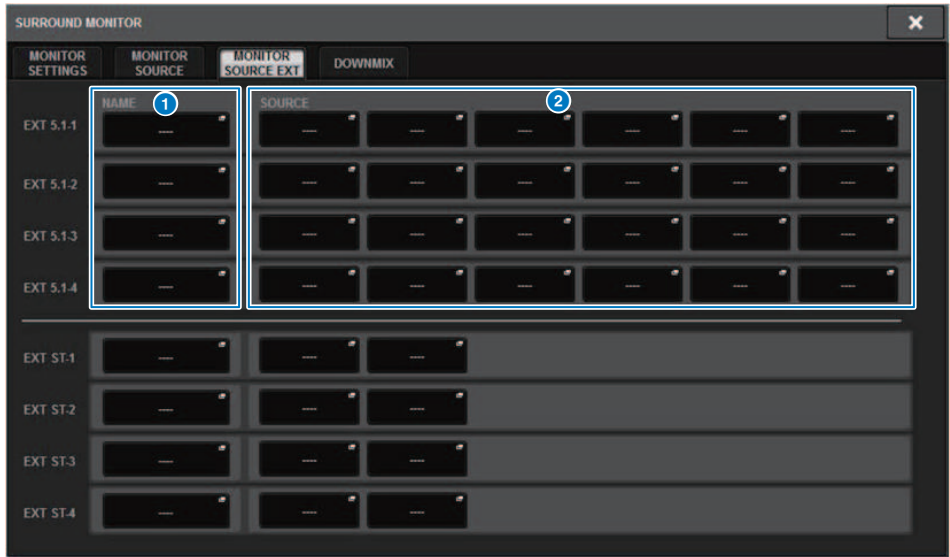 SURROUND MONITOR
MONITOR SETTINGS
MONITOR SOURCE
MONITOR SOURCE EXT
DOWNMIX
NAME 1 SOURCE 2
EXT 5.1-1 ---- ---- ---- ---- ---- ---- ----
EXT 5.1-2 ---- ---- ---- ---- ---- ---- ----
EXT 5.1-3 ---- ---- ---- ---- ---- ---- ----
EXT 5.1-4 ---- ---- ---- ---- ---- ---- ----
EXT ST-1 ---- ---- ----
EXT ST-2 ---- ---- ----
EXT ST-3 ---- ---- ----
EXT ST-4 ---- ---- ----